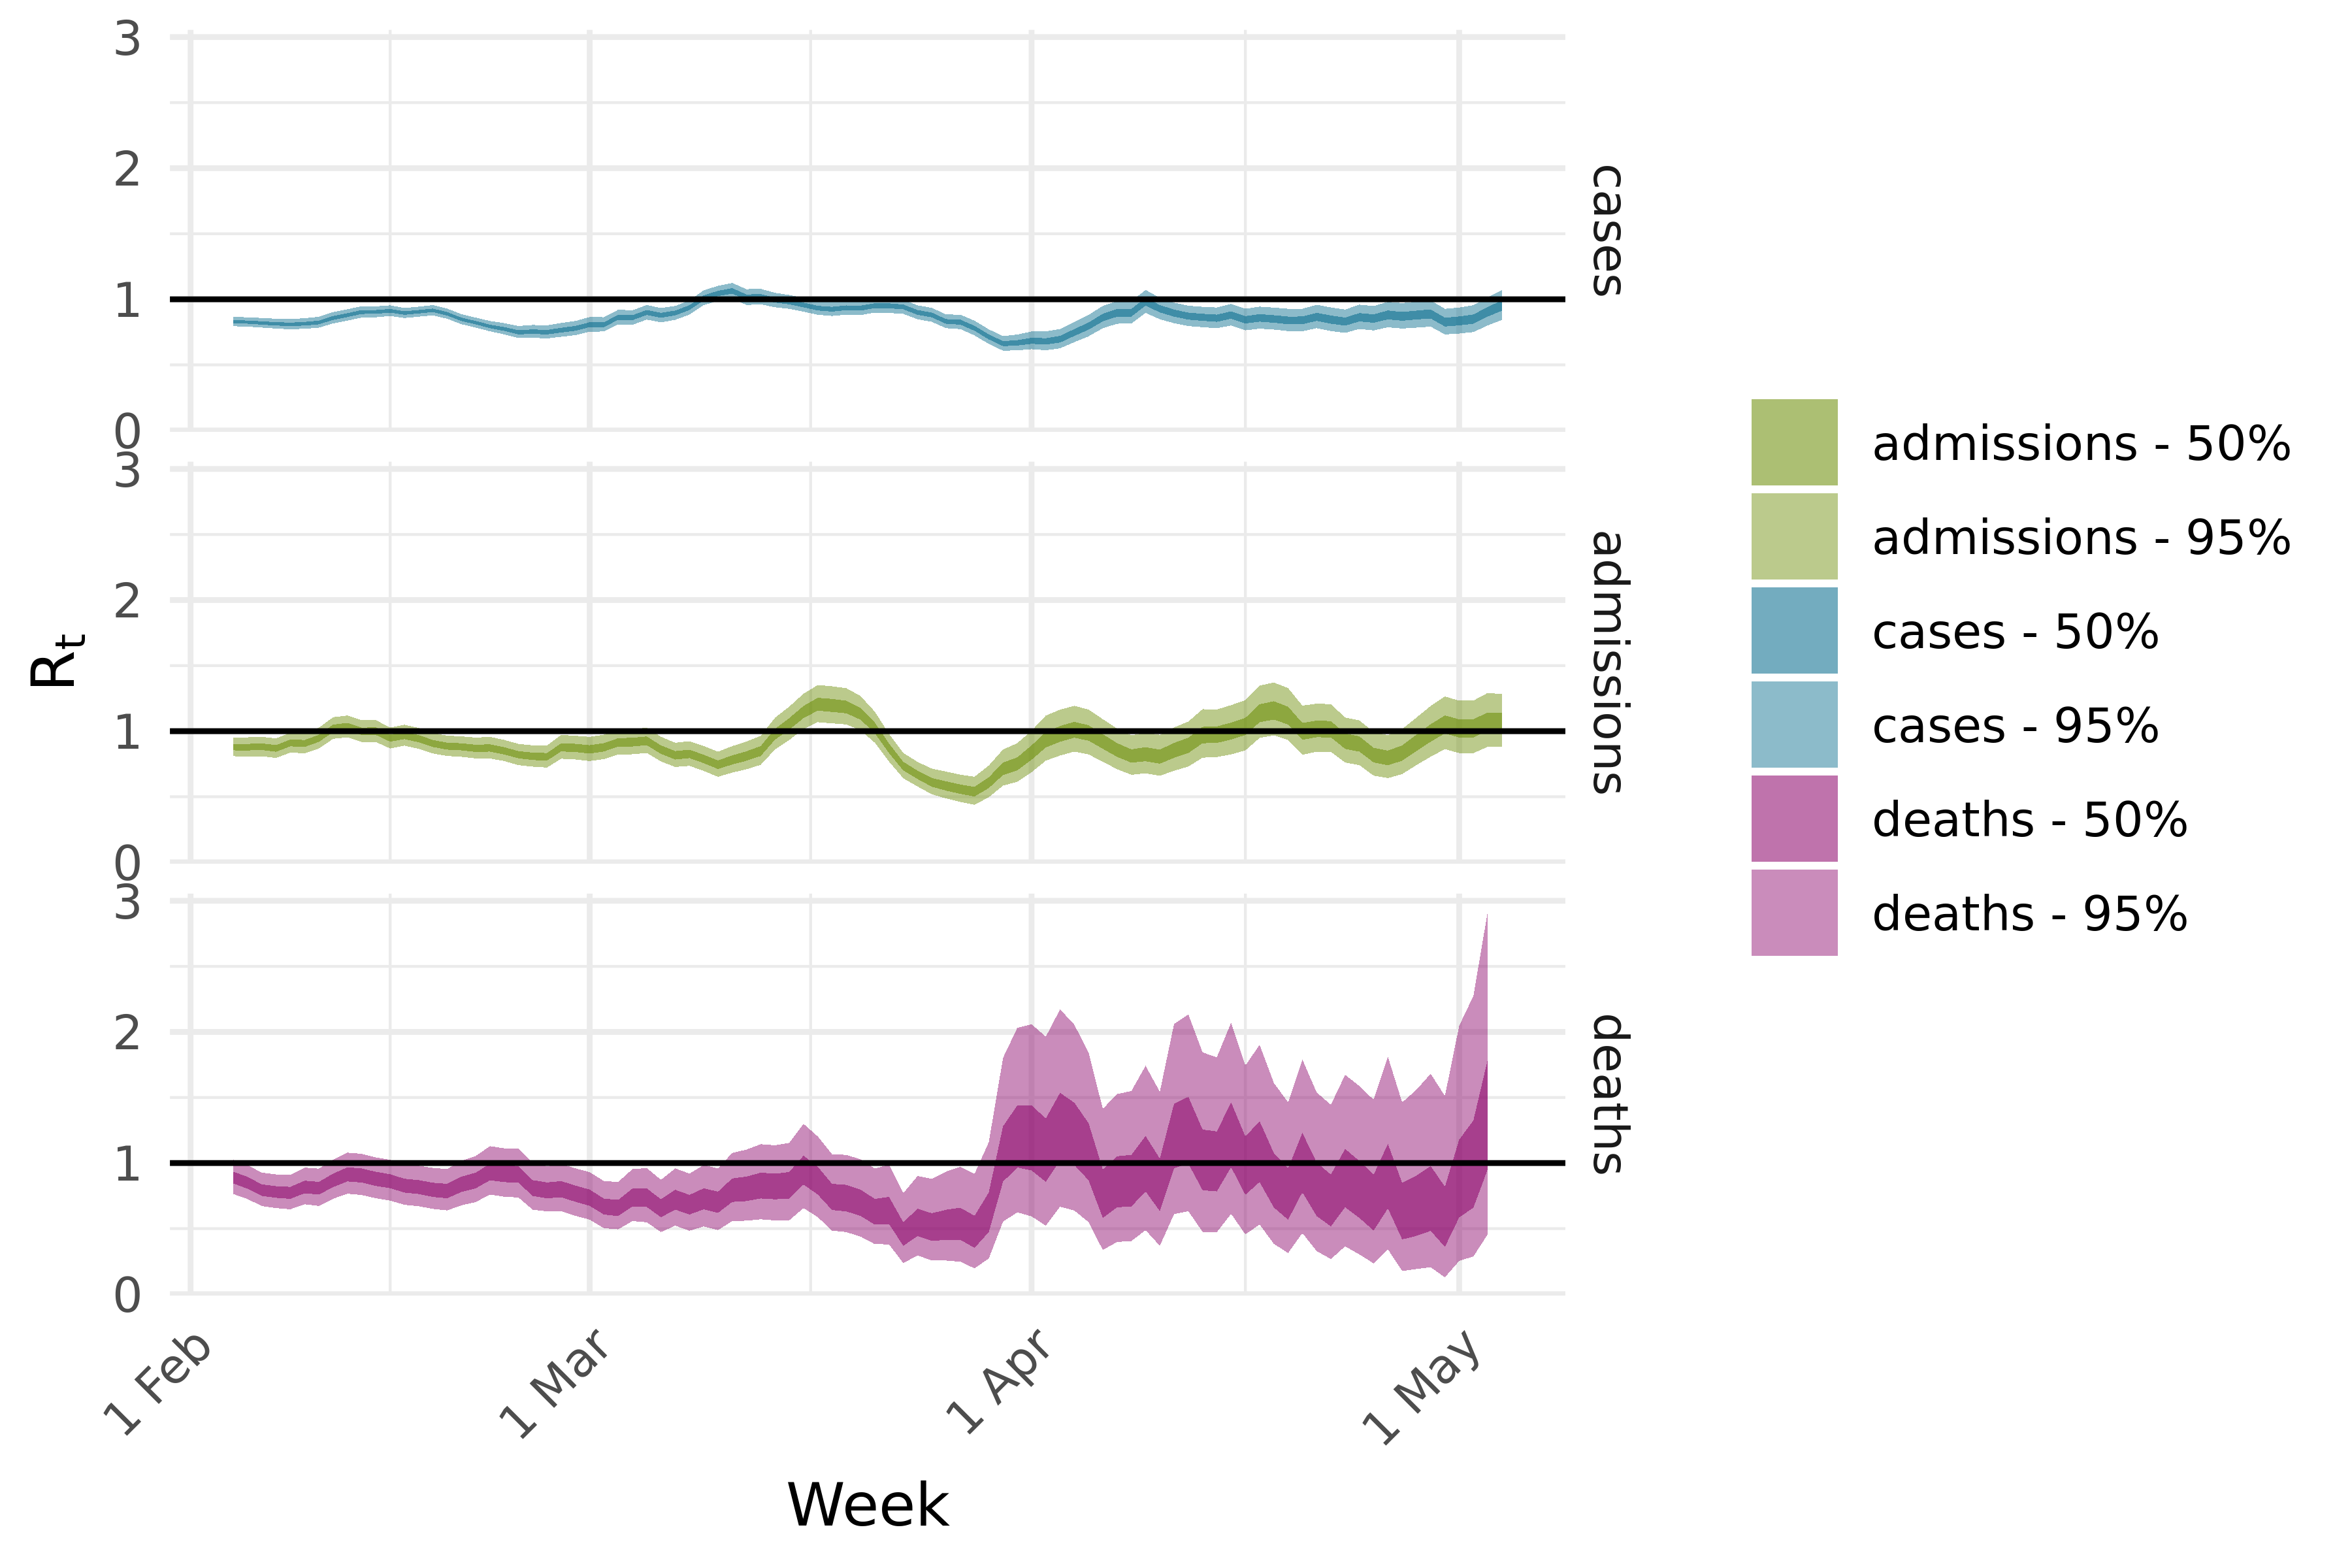 3
2
1
0
cases
3
2
1
0
admissions
3
2
1
0
deaths
Rt
1 Feb
1 Mar
1 Apr
1 May
Week
admissions - 50%
admissions - 95%
cases - 50%
cases - 95%
deaths - 50%
deaths - 95%